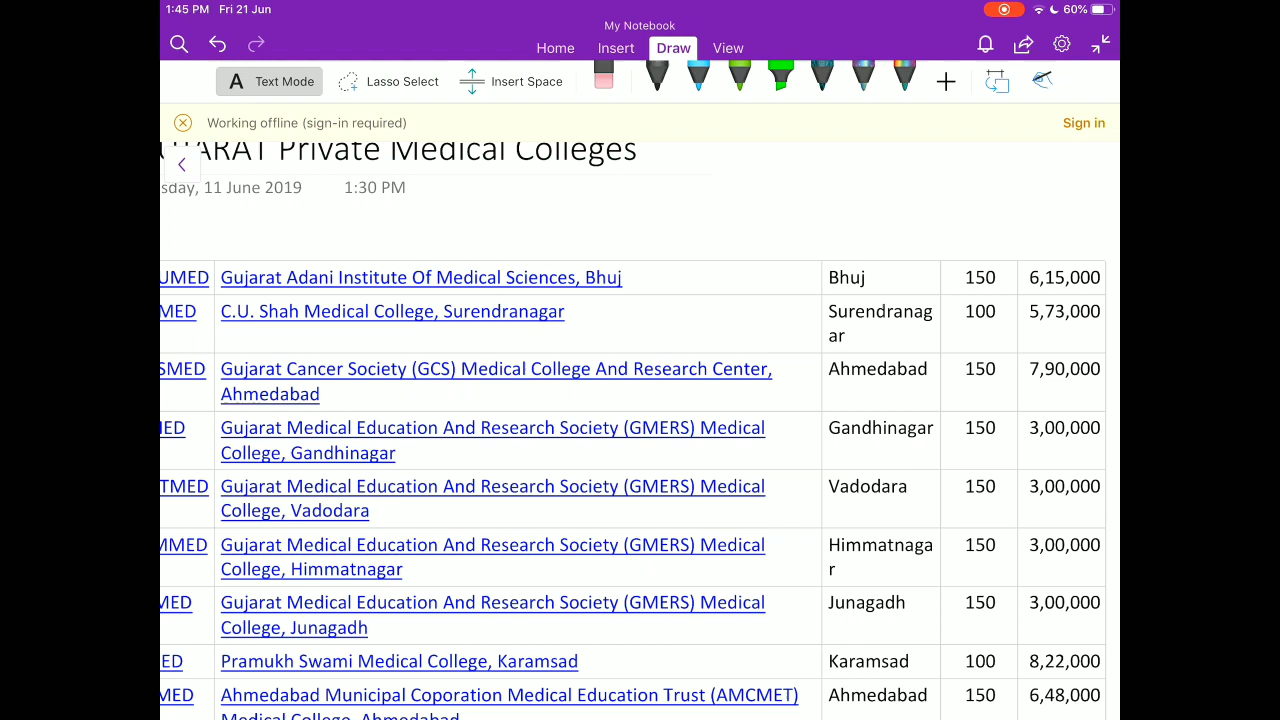 1:45 PM Fri 21 Jun 60%
My Notebook
Home Insert Draw View
A Text Mode Lasso Select Insert Space
Working offline (sign-in required) Sign in
Private Medical Colleges
11 June 2019 1:30 PM
UMED Gujarat Adani Institute Of Medical Sciences, Bhuj Bhuj 150 6,15,000
MED C.U. Shah Medical College, Surendranagar Surendranag 100 5,73,000
ar
SMED Gujarat Cancer Society (GCS) Medical College And Research Center, Ahmedabad 150 7,90,000
Ahmedabad
ED Gujarat Medical Education And Research Society (GMERS) Medical Gandhinagar 150 3,00,000
College, Gandhinagar
TMED Gujarat Medical Education And Research Society (GMERS) Medical Vadodara 150 3,00,000
College, Vadodara
MMED Gujarat Medical Education And Research Society (GMERS) Medical Himmatnaga 150 3,00,000
College, Himmatnagar r
MED Gujarat Medical Education And Research Society (GMERS) Medical Junagadh 150 3,00,000
College, Junagadh
ED Pramukh Swami Medical College, Karamsad Karamsad 100 8,22,000
MED Ahmedabad Municipal Coporation Medical Education Trust (AMCMET) Ahmedabad 150 6,48,000
Medical College, Ahmedabad